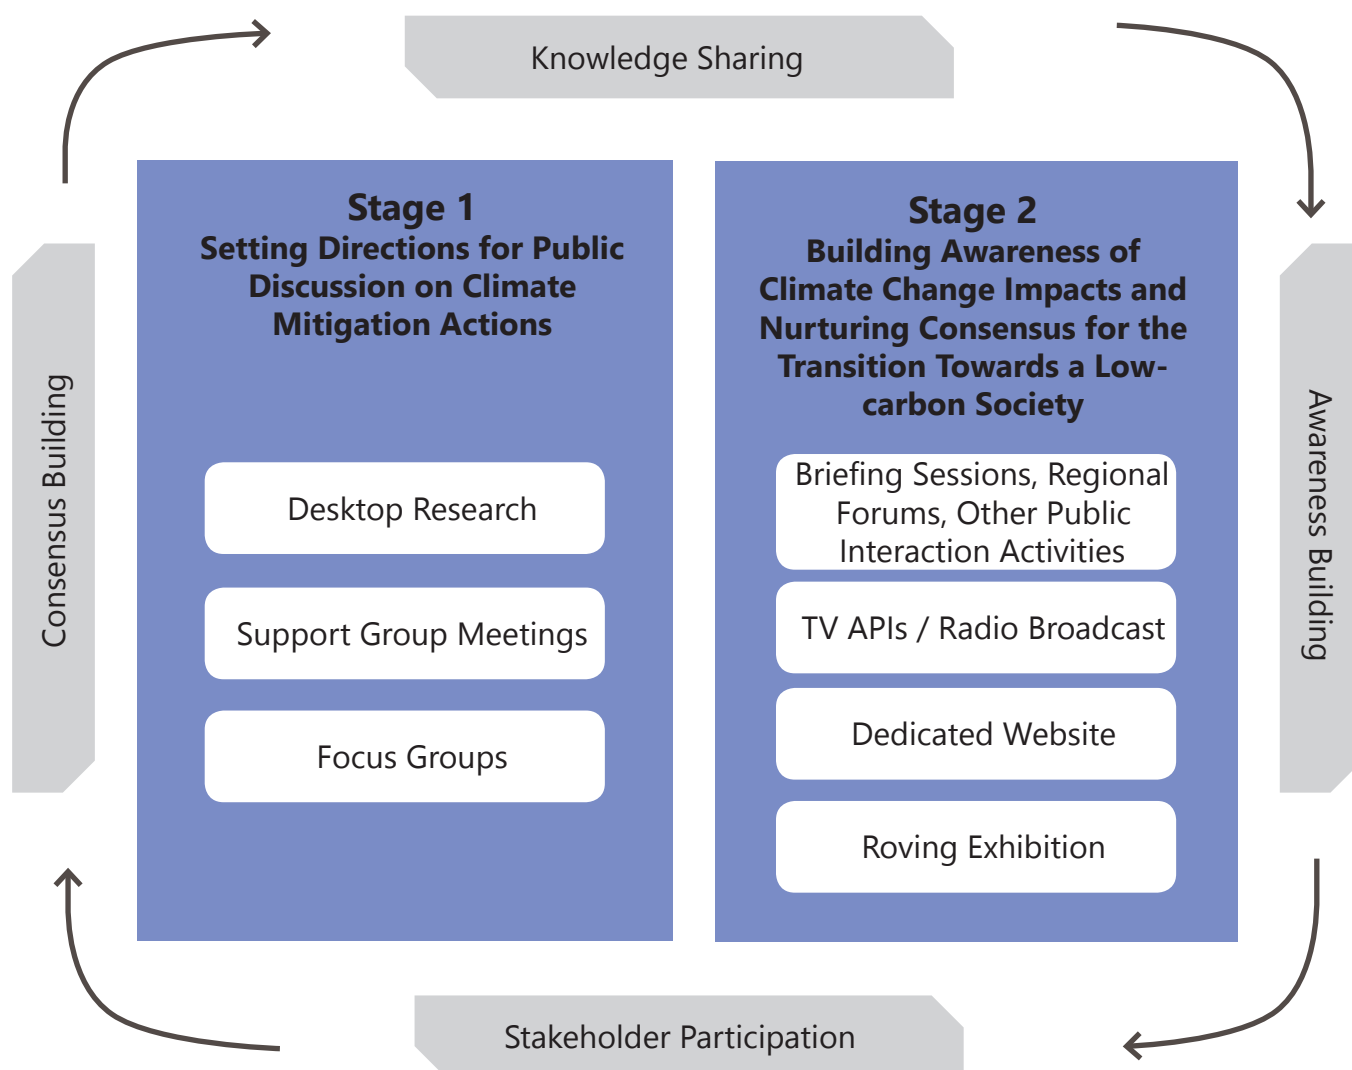 Knowledge Sharing
Stage 1
Setting Directions for Public
Discussion on Climate
Mitigation Actions
Desktop Research
Support Group Meetings
Focus Groups
Stage 2
Building Awareness of
Climate Change Impacts and
Nurturing Consensus for the
Transition Towards a Low-
carbon Society
Briefing Sessions, Regional
Forums, Other Public
Interaction Activities
TV APIs / Radio Broadcast
Dedicated Website
Roving Exhibition
Awareness Building
Stakeholder Participation
Consensus Building